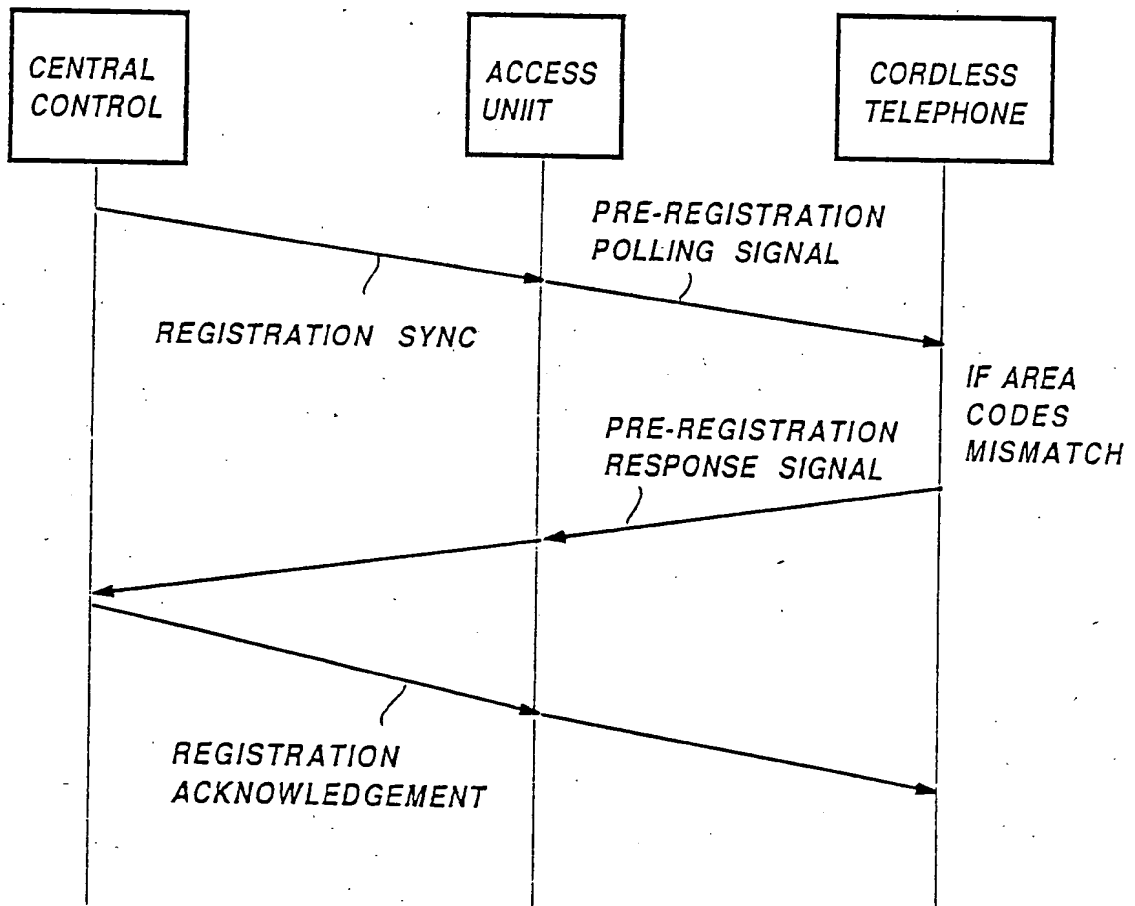 CENTRAL
CONTROL
ACCESS
UNIIT
CORDLESS
TELEPHONE
PRE-REGISTRATION
POLLING SIGNAL
REGISTRATION SYNC
IF AREA
CODES
MISMATCH
PRE-REGISTRATION
RESPONSE SIGNAL
REGISTRATION
ACKNOWLEDGEMENT